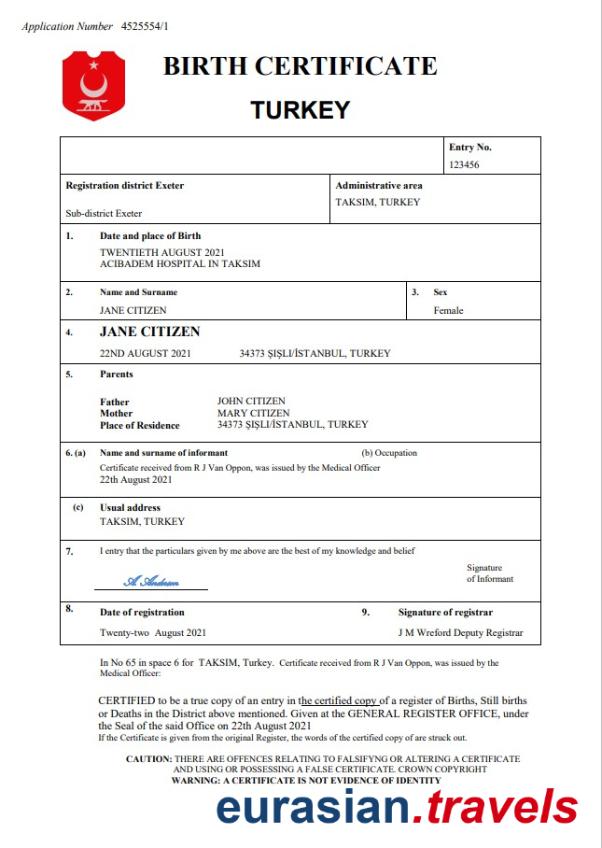 Application Number 4525554/1
BIRTH CERTIFICATE
TURKEY
Entry No.
123456
Registration district Exeter
Sub-district Exeter
Administrative area
TAKSIM, TURKEY
1. Date and place of Birth
TWENTIETH AUGUST 2021
ACIBADEM HOSPITAL IN TAKSIM
2. Name and Surname
JANE CITIZEN
3. Sex
Female
4. JANE CITIZEN
22ND AUGUST 2021 34373 ŞIŞLI/İSTANBUL, TURKEY
5. Parents
Father JOHN CITIZEN
Mother MARY CITIZEN
Place of Residence 34373 ŞIŞLI/İSTANBUL, TURKEY
6. (a) Name and surname of informant (b) Occupation
Certificate received from R J Van Oppon, was issued by the Medical Officer
22th August 2021
(c) Usual address
TAKSIM, TURKEY
7. I entry that the particulars given by me above are the best of my knowledge and belief
A. Andreson
Signature
of Informant
8. Date of registration
Twenty-two August 2021
9. Signature of registrar
J M Wreford Deputy Registrar
In No 65 in space 6 for TAKSIM, Turkey. Certificate received from R J Van Oppon, was issued by the
Medical Officer:
CERTIFIED to be a true copy of an entry in the certified copy of a register of Births, Still births
or Deaths in the District above mentioned. Given at the GENERAL REGISTER OFFICE, under
the Seal of the said Office on 22th August 2021
If the Certificate is given from the original Register, the words of the certified copy of are struck out.
CAUTION: THERE ARE OFFENCES RELATING TO FALSIFYNG OR ALTERING A CERTIFICATE
AND USING OR POSSESSING A FALSE CERTIFICATE. CROWN COPYRIGHT
WARNING: A CERTIFICATE IS NOT EVIDENCE OF IDENTITY
eurasian.travels